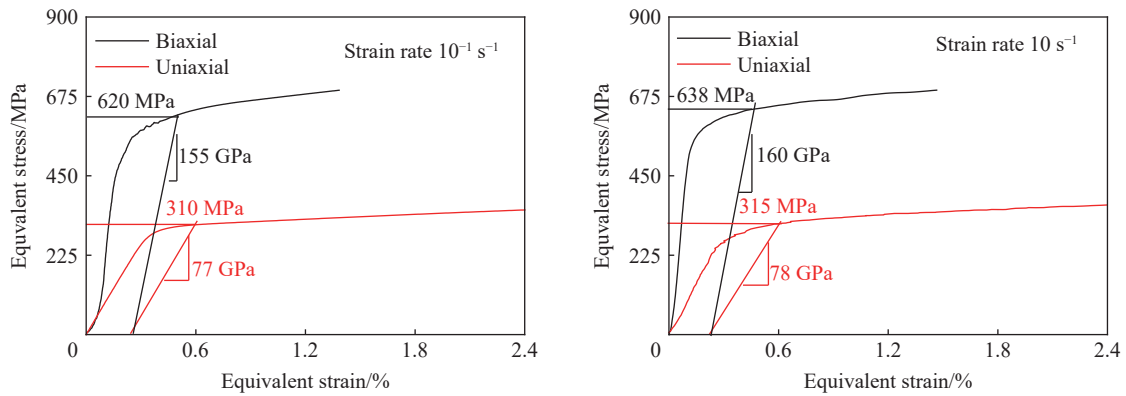 900
Biaxial
Uniaxial
Strain rate 10⁻¹ s⁻¹
675
620 MPa
155 GPa
450
310 MPa
225
77 GPa
0
0.6
1.2
1.8
2.4
Equvalent stress/MPa
Equivalent strain/%
900
Biaxial
Uniaxial
Strain rate 10 s⁻¹
675
638 MPa
160 GPa
450
315 MPa
225
78 GPa
0
0.6
1.2
1.8
2.4
Equvalent stress/MPa
Equivalent strain/%